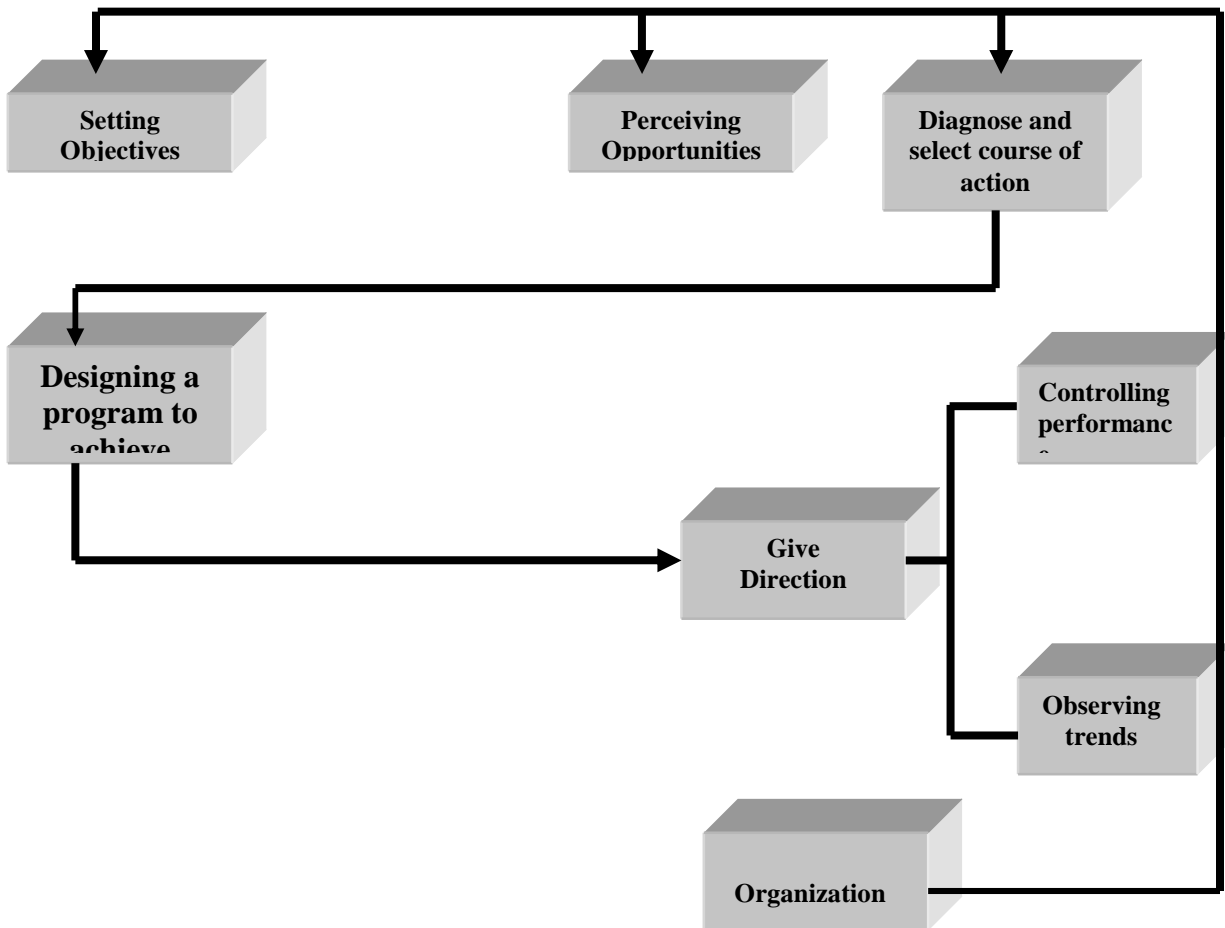 Setting
Objectives
Perceiving
Opportunities
Diagnose and
select course of
action
Designing a
program to
achieve
Controlling
performanc
Give
Direction
Observing
trends
Organization